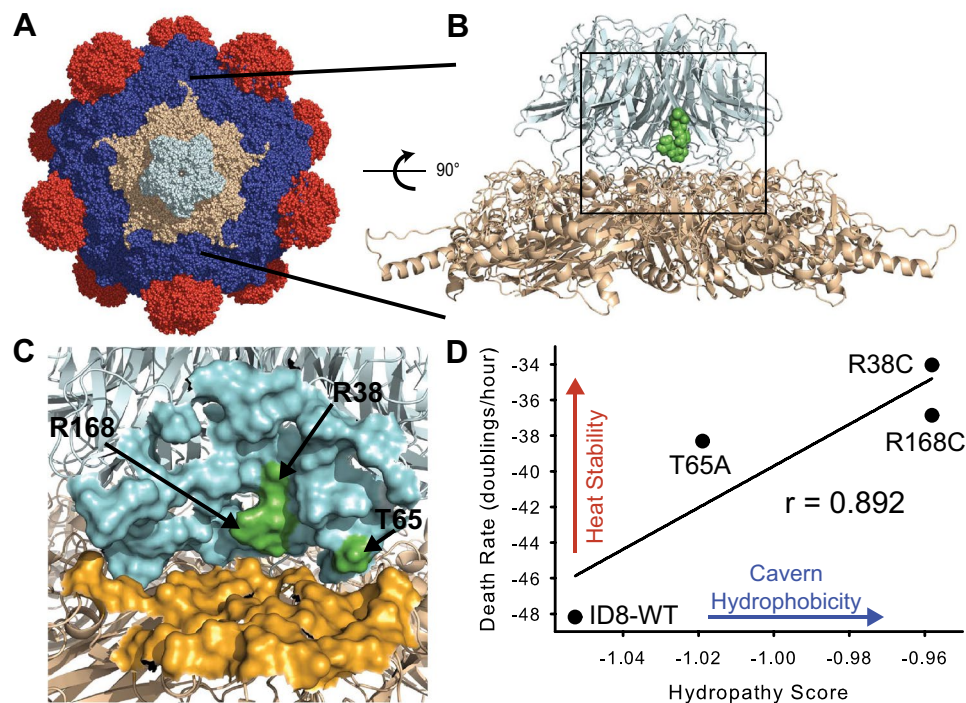 A
B
90°
C
R38
R168
T65
D
Death Rate (doublings/hour)
-34
-36
-38
-40
-42
-44
-46
-48
Heat Stability
R38C
R168C
T65A
r = 0.892
Cavern
Hydrophobicity
ID8-WT
-1.04
-1.02
-1.00
-0.98
-0.96
Hydropathy Score